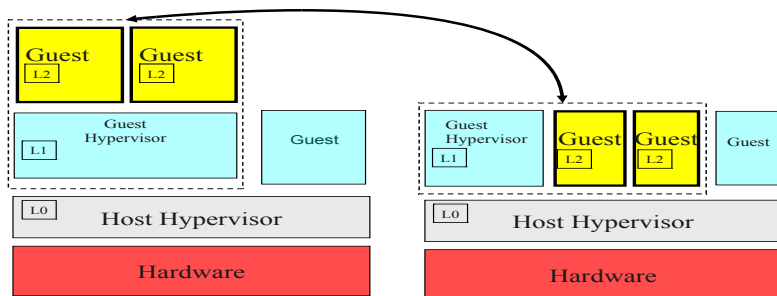 Guest
L2
Guest
L2
Guest
Hypervisor
L1
Guest
L0
Host Hypervisor
Hardware
Guest
Hypervisor
L1
Guest
L2
Guest
L2
Guest
L0
Host Hypervisor
Hardware